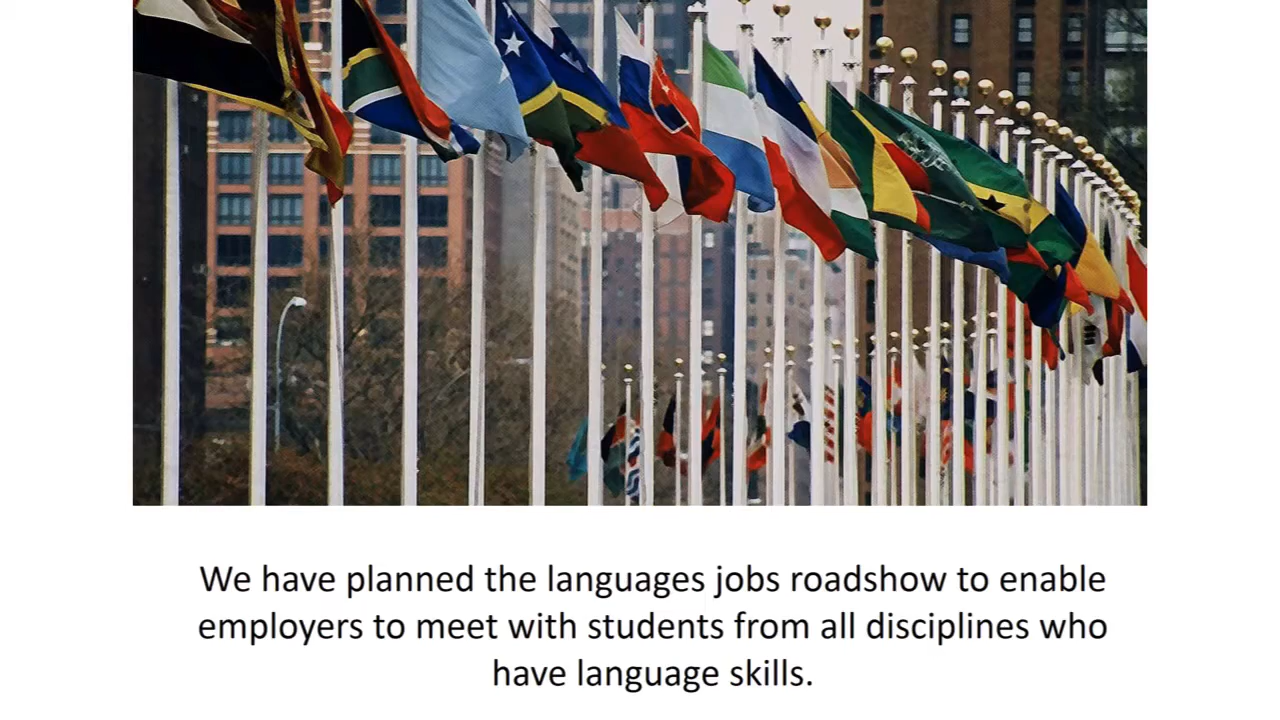 We have planned the languages jobs roadshow to enable
employers to meet with students from all disciplines who
have language skills.